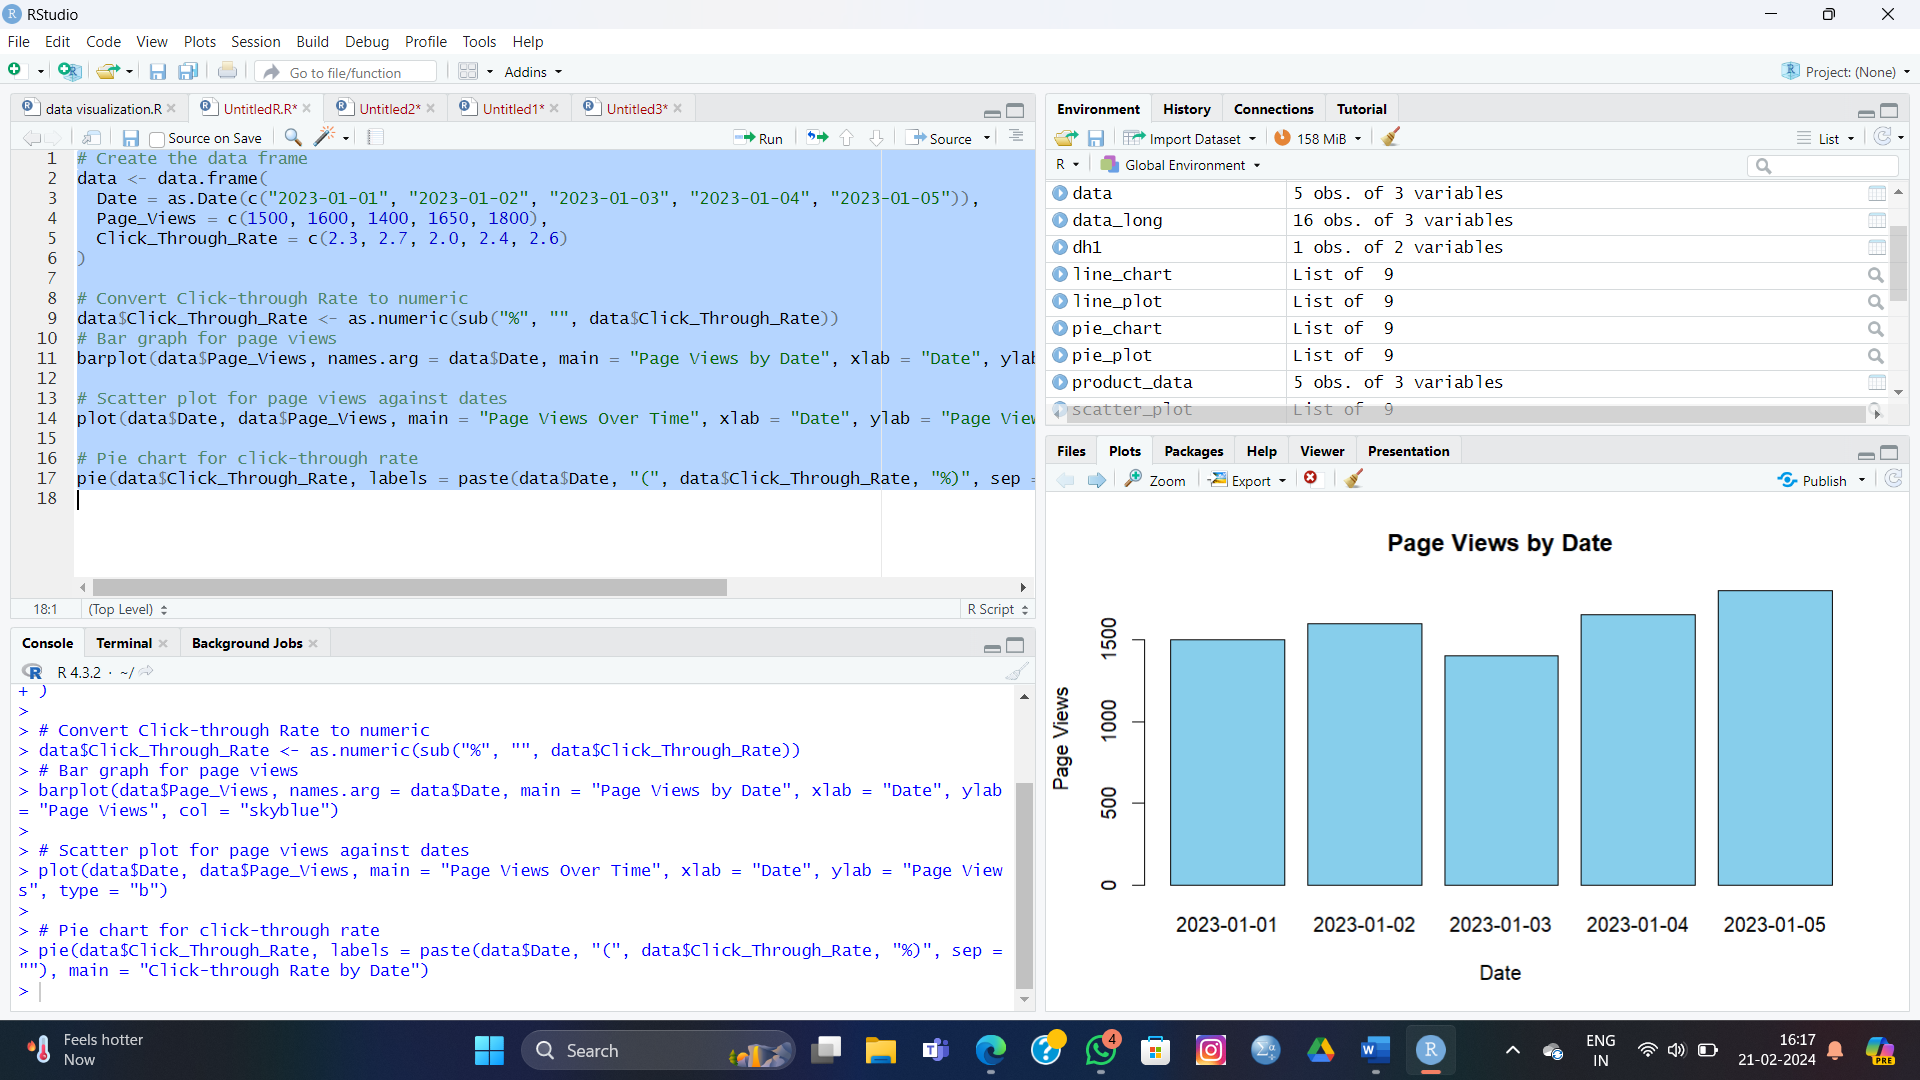 RStudio
File Edit Code View Plots Session Build Debug Profile Tools Help
Go to file/function Addins Project: (None)
data visualization.R UntitledR.R* Untitled2* Untitled1* Untitled3*
Source on Save Run Source
1 # Create the data frame
2 data <- data.frame(
3 Date = as.Date(c("2023-01-01", "2023-01-02", "2023-01-03", "2023-01-04", "2023-01-05")),
4 Page_Views = c(1500, 1600, 1400, 1650, 1800),
5 Click_Through_Rate = c(2.3, 2.7, 2.0, 2.4, 2.6)
6 )
7
8 # Convert Click-through Rate to numeric
9 data$Click_Through_Rate <- as.numeric(sub("%", "", data$Click_Through_Rate))
10 # Bar graph for page views
11 barplot(data$Page_Views, names.arg = data$Date, main = "Page Views by Date", xlab = "Date", ylab
12
13 # Scatter plot for page views against dates
14 plot(data$Date, data$Page_Views, main = "Page Views Over Time", xlab = "Date", ylab = "Page View
15
16 # Pie chart for click-through rate
17 pie(data$Click_Through_Rate, labels = paste(data$Date, "(", data$Click_Through_Rate, "%)", sep =
18
18:1 (Top Level) R Script
Console Terminal Background Jobs
R 4.3.2 · ~/
+ )
>
> # Convert Click-through Rate to numeric
> data$Click_Through_Rate <- as.numeric(sub("%", "", data$Click_Through_Rate))
> # Bar graph for page views
> barplot(data$Page_Views, names.arg = data$Date, main = "Page Views by Date", xlab = "Date", ylab
= "Page Views", col = "skyblue")
>
> # Scatter plot for page views against dates
> plot(data$Date, data$Page_Views, main = "Page Views Over Time", xlab = "Date", ylab = "Page View
s", type = "b")
>
> # Pie chart for click-through rate
> pie(data$Click_Through_Rate, labels = paste(data$Date, "(", data$Click_Through_Rate, "%)", sep =
""), main = "Click-through Rate by Date")
>
Environment History Connections Tutorial
Import Dataset 158 MiB List
R Global Environment
data 5 obs. of 3 variables
data_long 16 obs. of 3 variables
dh1 1 obs. of 2 variables
line_chart List of 9
line_plot List of 9
pie_chart List of 9
pie_plot List of 9
product_data 5 obs. of 3 variables
scatter_plot List of 9
Files Plots Packages Help Viewer Presentation
Zoom Export Publish
Page Views by Date
Page Views
1500
1000
500
0
2023-01-01 2023-01-02 2023-01-03 2023-01-04 2023-01-05
Date
Feels hotter
Now
Search
4
ENG
IN
16:17
21-02-2024
PRE